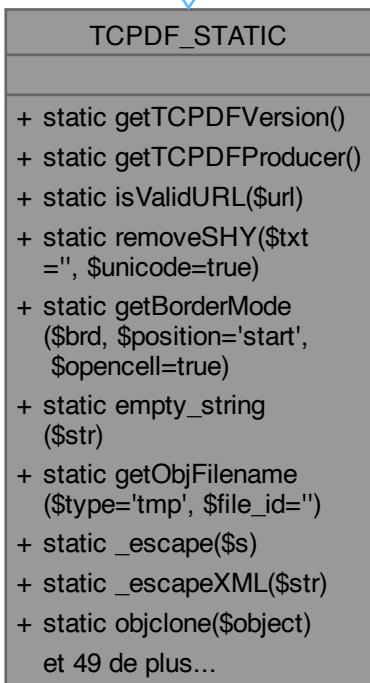 TCPDF_STATIC
+ static getTCPDFVersion()
+ static getTCPDFProducer()
+ static isValidURL($url)
+ static removeSHY($txt
='', $unicode=true)
+ static getBorderMode
($brd, $position='start',
$opencell=true)
+ static empty_string
($str)
+ static getObjFilename
($type='tmp', $file_id='')
+ static _escape($s)
+ static _escapeXML($str)
+ static objclone($object)
et 49 de plus...